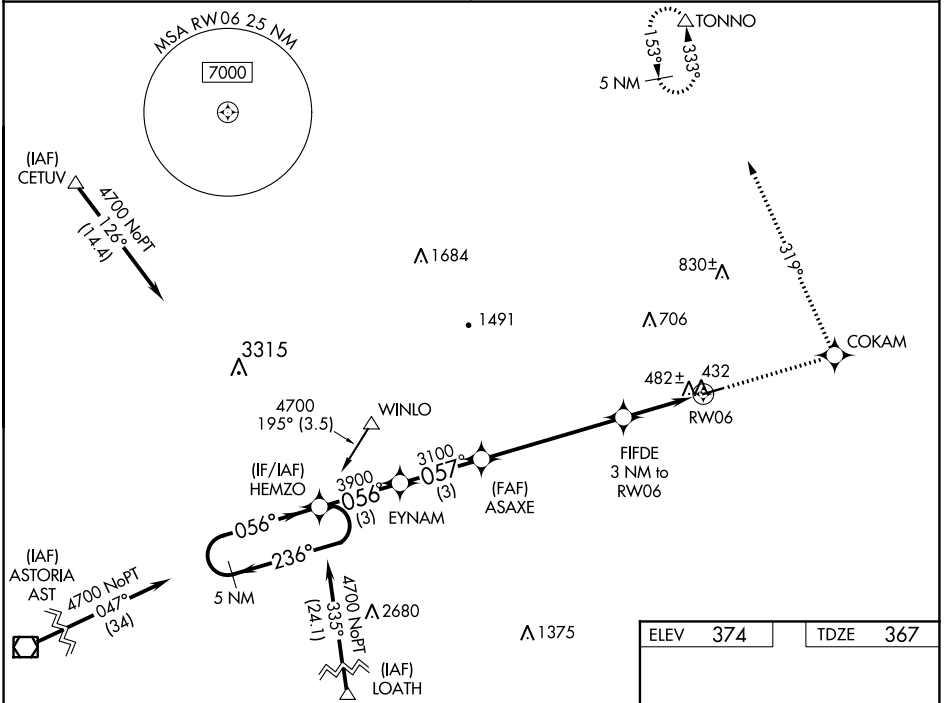 MSA RW06 25 NM
7000
TONNO
153°
333°
5 NM
(IAF)
CETUV
4700 NoPT
126°
(14.4)
1684
830±
319°
1491
706
COKAM
3315
482±
432
RW06
4700
195° (3.5)
WINLO
FIFDE
3 NM to
RW06
(IF/IAF)
HEMZO
3900
056°
(3)
3100
057°
(3)
EYNAM
(FAF)
ASAXE
056°
236°
5 NM
(IAF)
ASTORIA
AST
4700 NoPT
047°
(34)
4700 NoPT
335°
(24.1)
2680
1375
(IAF)
LOATH
ELEV 374
TDZE 367